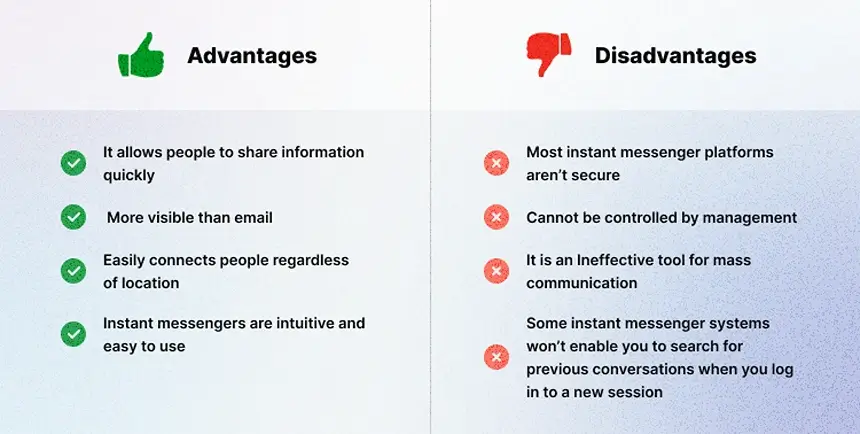 Advantages
It allows people to share information
quickly
More visible than email
Easily connects people regardless
of location
Instant messengers are intuitive and
easy to use
Disadvantages
Most instant messenger platforms
aren’t secure
Cannot be controlled by management
It is an Ineffective tool for mass
communication
Some instant messenger systems
won’t enable you to search for
previous conversations when you log
in to a new session